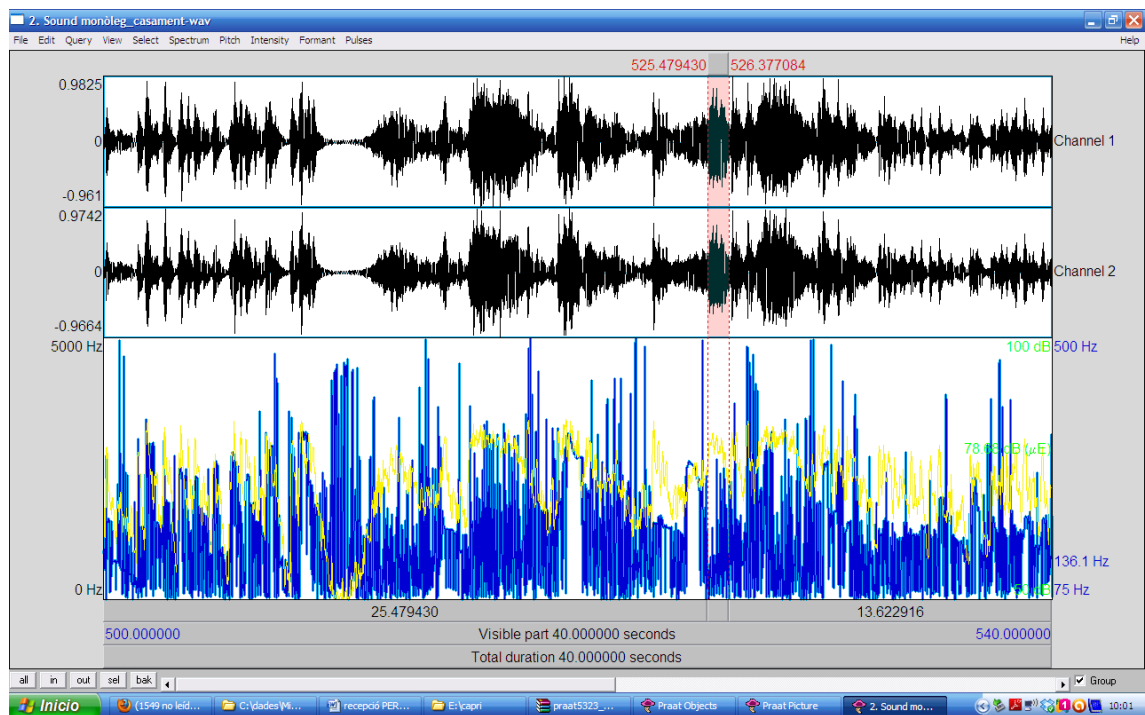 2. Sound monòleg_casament-wav
File Edit Query View Select Spectrum Pitch Intensity Formant Pulses Help
525.479430 526.377084
0.9825
0
Channel 1
-0.961
0.9742
0
Channel 2
-0.9664
5000 Hz
100 dB 500 Hz
78.68 dB (µE)
136.1 Hz
0 Hz
50 dB 75 Hz
25.479430 13.622916
500.000000 Visible part 40.000000 seconds 540.000000
Total duration 40.000000 seconds
all in out sel bak Group
Inicio (1549 no leíd... C:\dades\Mi... recepció PER... E:\capri praat5323_... Praat Objects Praat Picture 2. Sound mo... 10:01